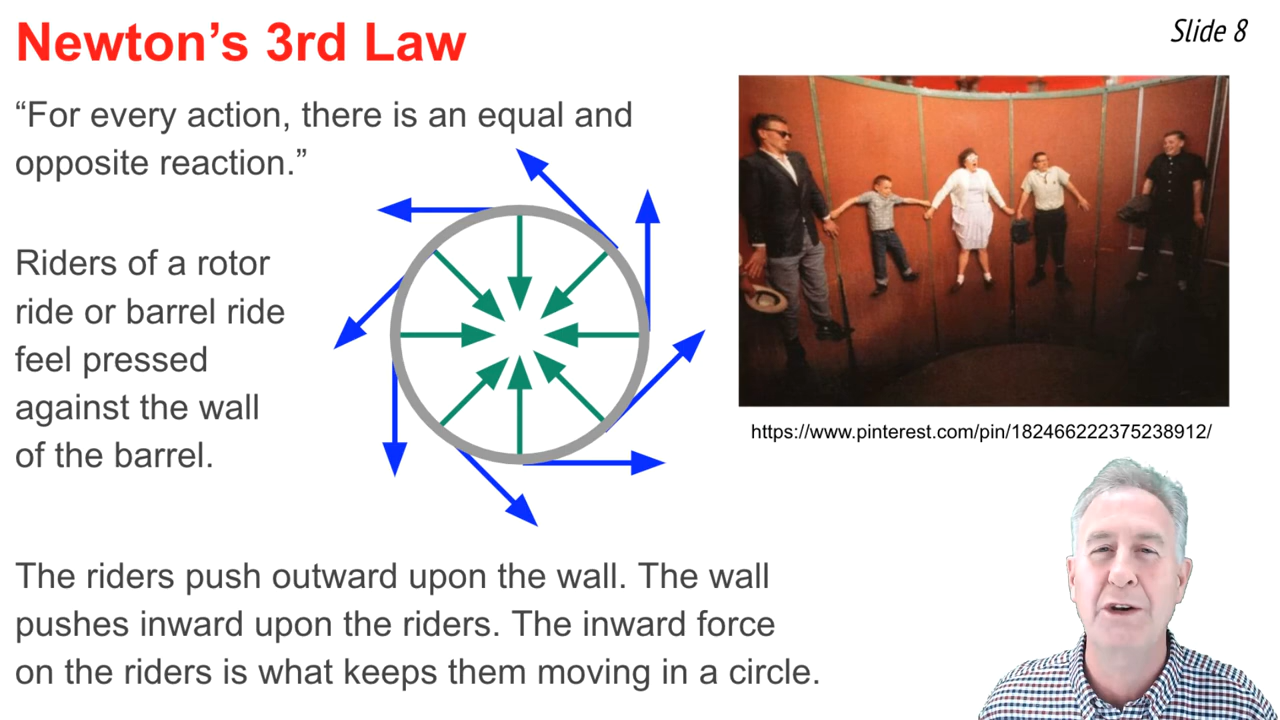 Newton’s 3rd Law
Slide 8
“For every action, there is an equal and
opposite reaction.”
Riders of a rotor
ride or barrel ride
feel pressed
against the wall
of the barrel.
https://www.pinterest.com/pin/182466222375238912/
The riders push outward upon the wall. The wall
pushes inward upon the riders. The inward force
on the riders is what keeps them moving in a circle.